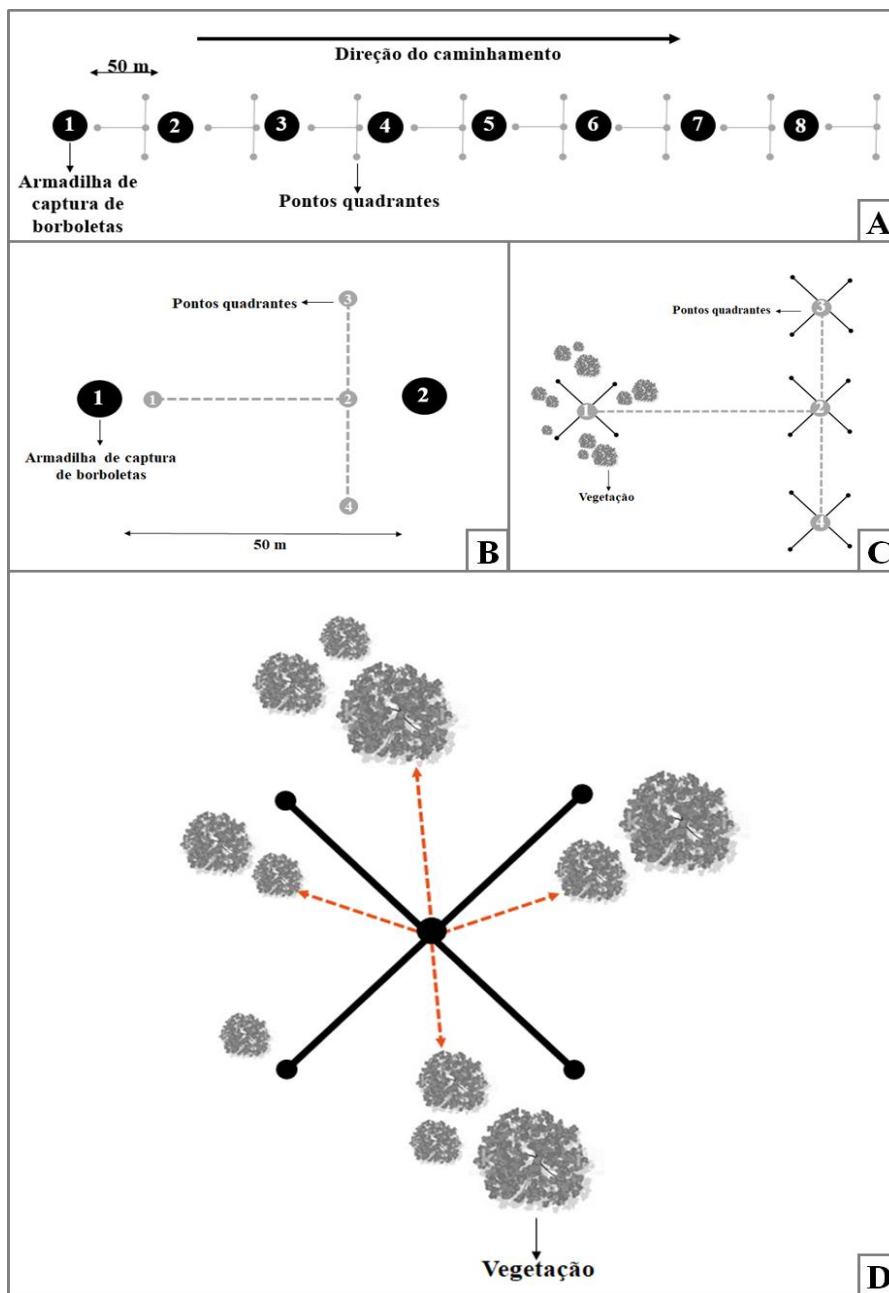 Direção do caminhamento
50 m
1 2 3 4 5 6 7 8
Armadilha de
captura de
borboletas
Pontos quadrantes
A
Pontos quadrantes
3
1
1
2
2
4
Armadilha de captura
de borboletas
50 m
B
Pontos quadrantes
3
1
2
4
Vegetação
C
Vegetação
D